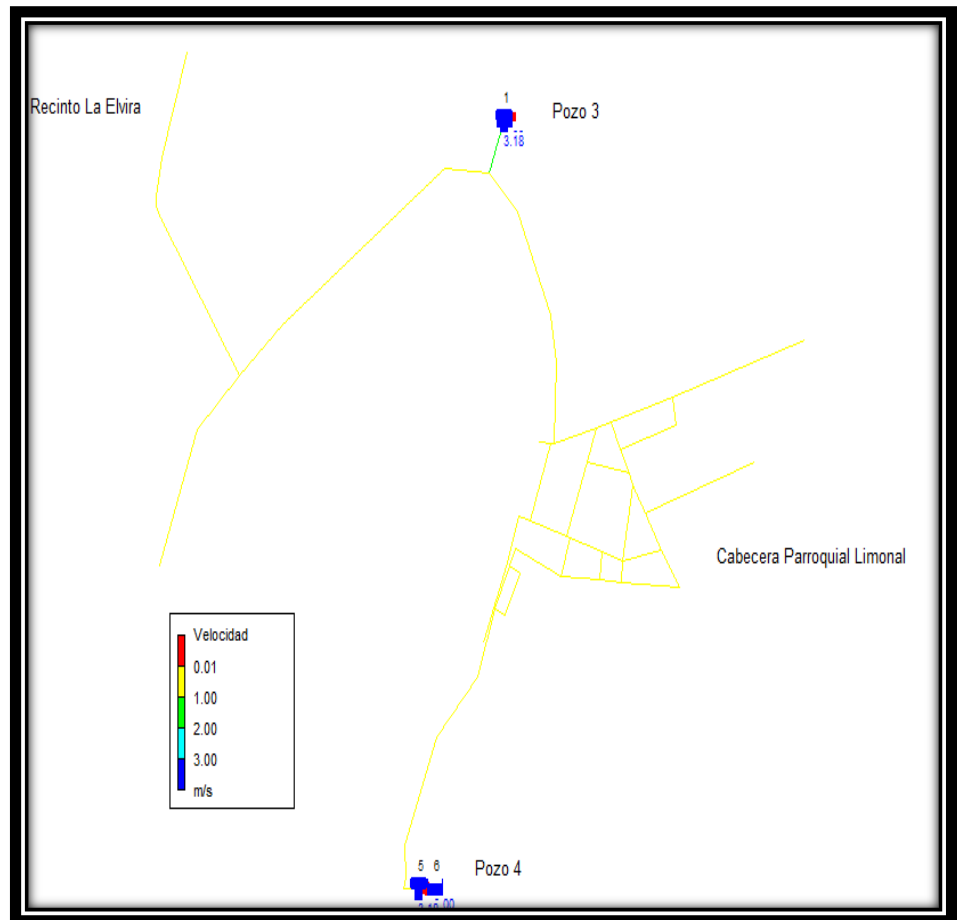 1
Recinto La Elvira
Pozo 3
3.18
Cabecera Parroquial Limonal
Velocidad
0.01
1.00
2.00
3.00
m/s
5 6
Pozo 4